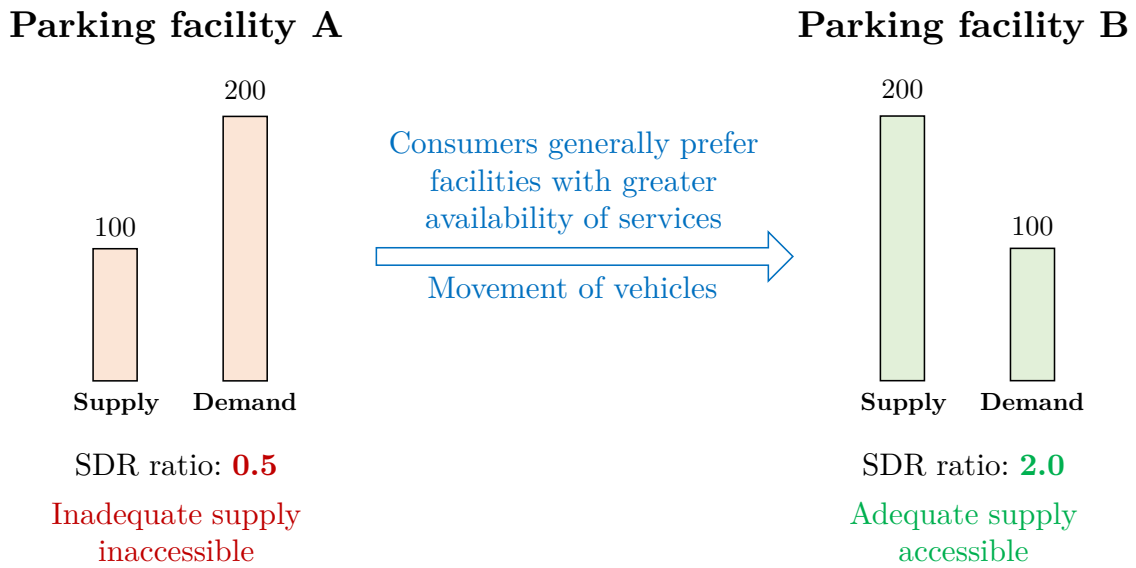 Parking facility A
200
100
Supply
Demand
SDR ratio: 0.5
Inadequate supply
inaccessible
Consumers generally prefer
facilities with greater
availability of services
Movement of vehicles
Parking facility B
200
100
Supply
Demand
SDR ratio: 2.0
Adequate supply
accessible